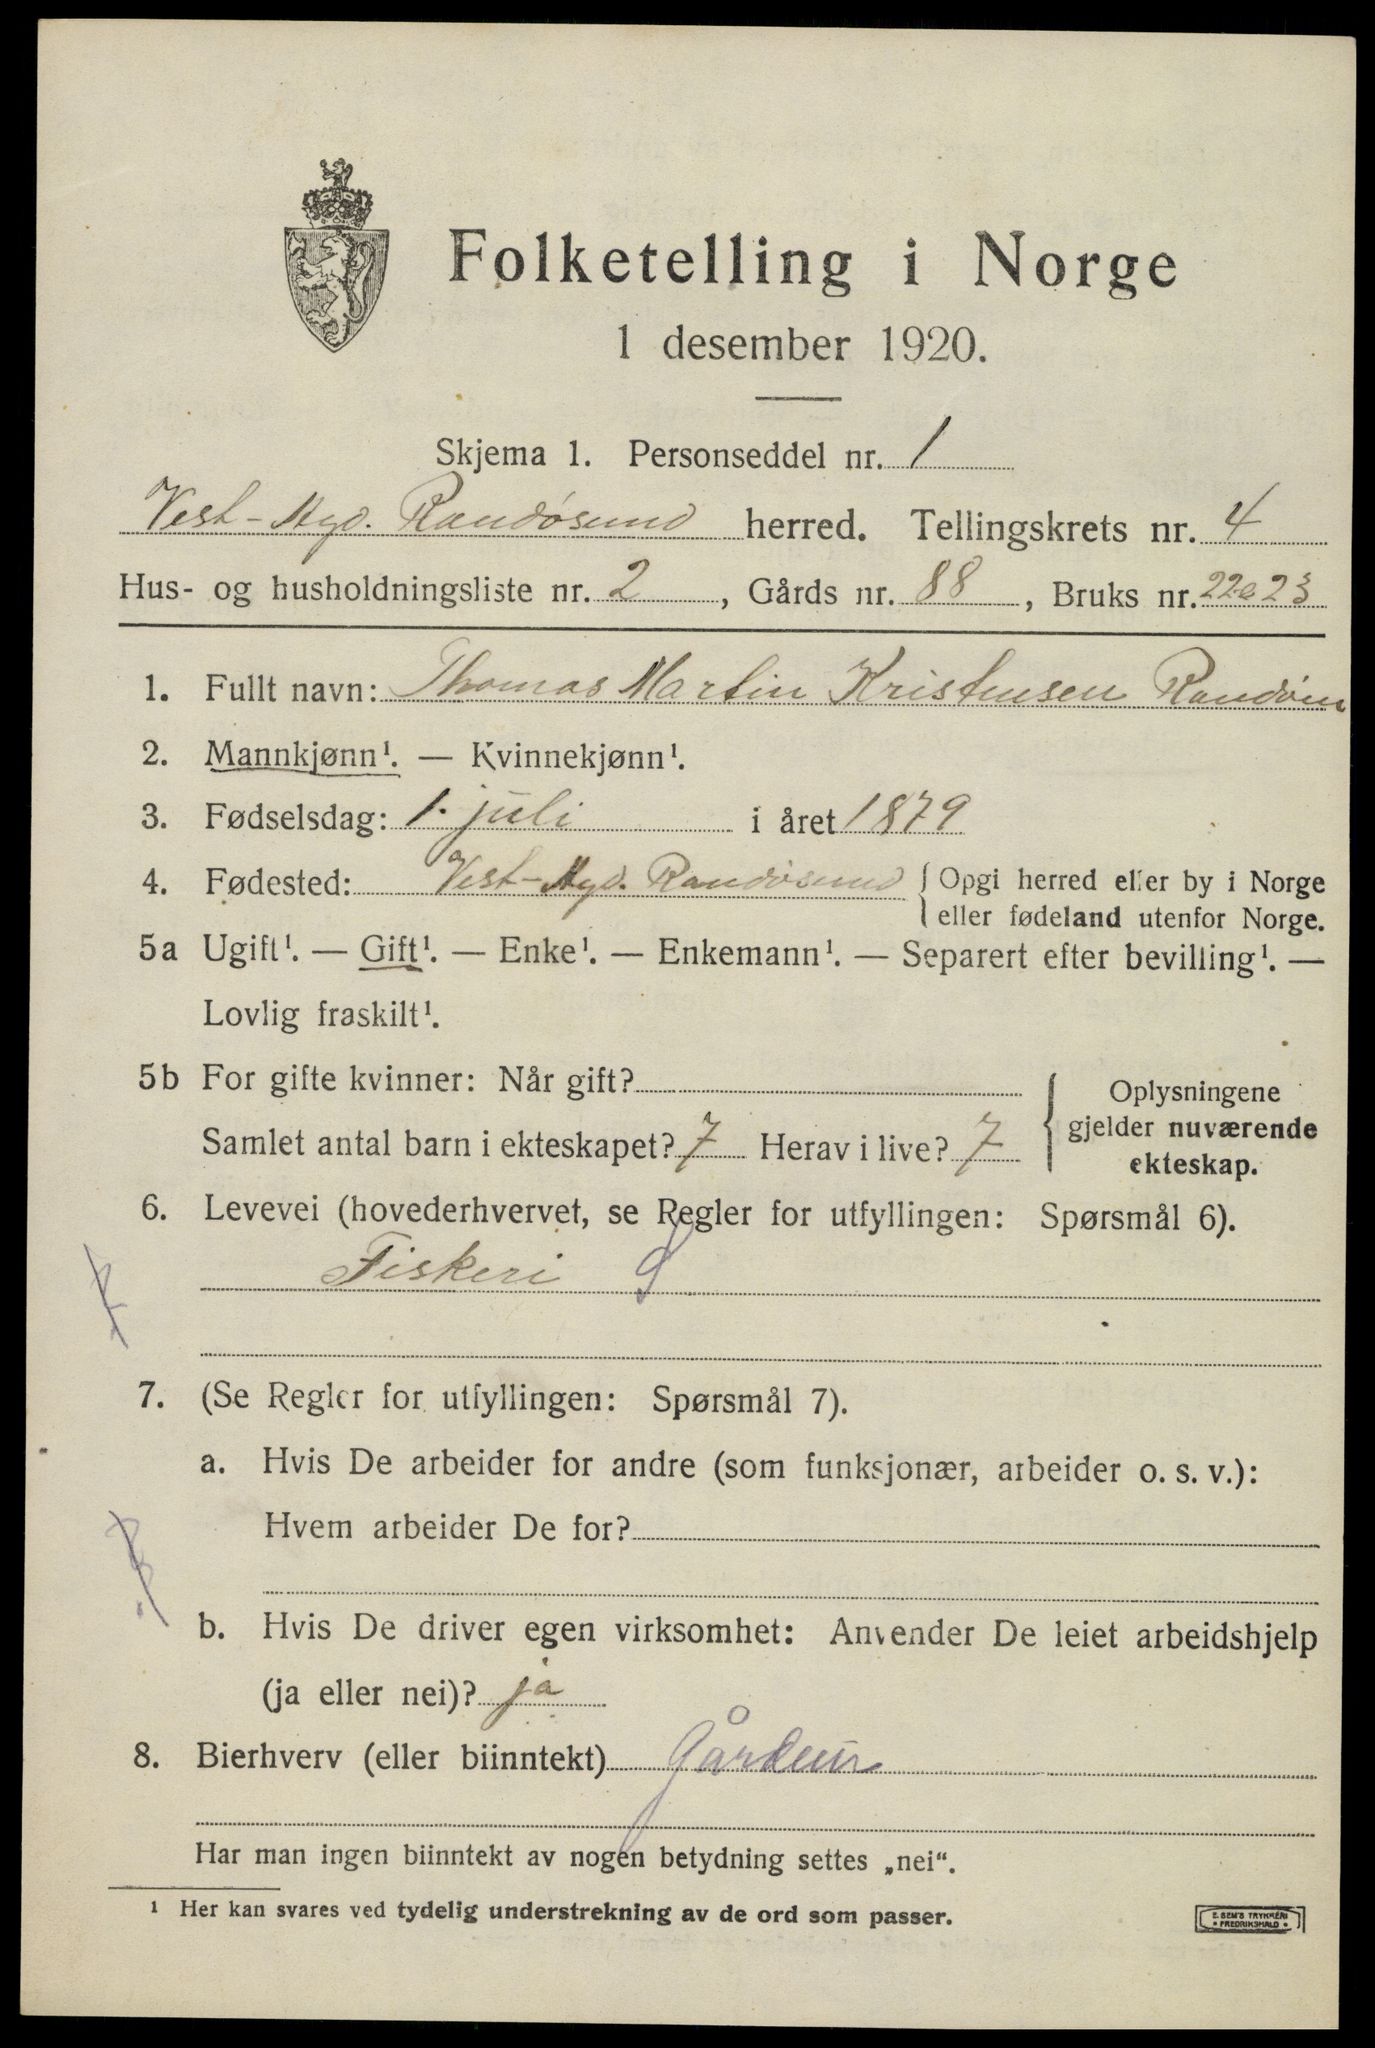 Folketelling i Norge
1 desember 1920.
Skjema 1. Personseddel nr. 1
Vest-Agd. Randøsund herred. Tellingskrets nr. 4
Hus- og husholdningsliste nr. 2, Gårds nr. 88, Bruks nr. 22 23
1. Fullt navn: Thomas Martin Kristensen
2. Mannkjønn¹. — Kvinnekjønn¹.
3. Fødselsdag: 1. juli i året 1879
4. Fødested: Vest-Agd. Randøsund { Opgi herred eller by i Norge
eller fødeland utenfor Norge.
5a Ugift¹. — Gift¹. — Enke¹. — Enkemann¹. — Separert efter bevilling¹. —
Lovlig fraskilt¹.
5b For gifte kvinner: Når gift?
Samlet antal barn i ekteskapet? 7 Herav i live? 7
Oplysningene
gjelder nuværende
ekteskap.
6. Levevei (hovederhvervet, se Regler for utfyllingen: Spørsmål 6).
Fiskeri S
7. (Se Regler for utfyllingen: Spørsmål 7).
a. Hvis De arbeider for andre (som funksjonær, arbeider o. s. v.):
Hvem arbeider De for?
b. Hvis De driver egen virksomhet: Anvender De leiet arbeidshjelp
(ja eller nei)? ja
8. Bierhverv (eller biinntekt)
Har man ingen biinntekt av nogen betydning settes „nei“.
¹ Her kan svares ved tydelig understrekning av de ord som passer.
E. SEM'S TRYKKERI
• FREDRIKSHALD •